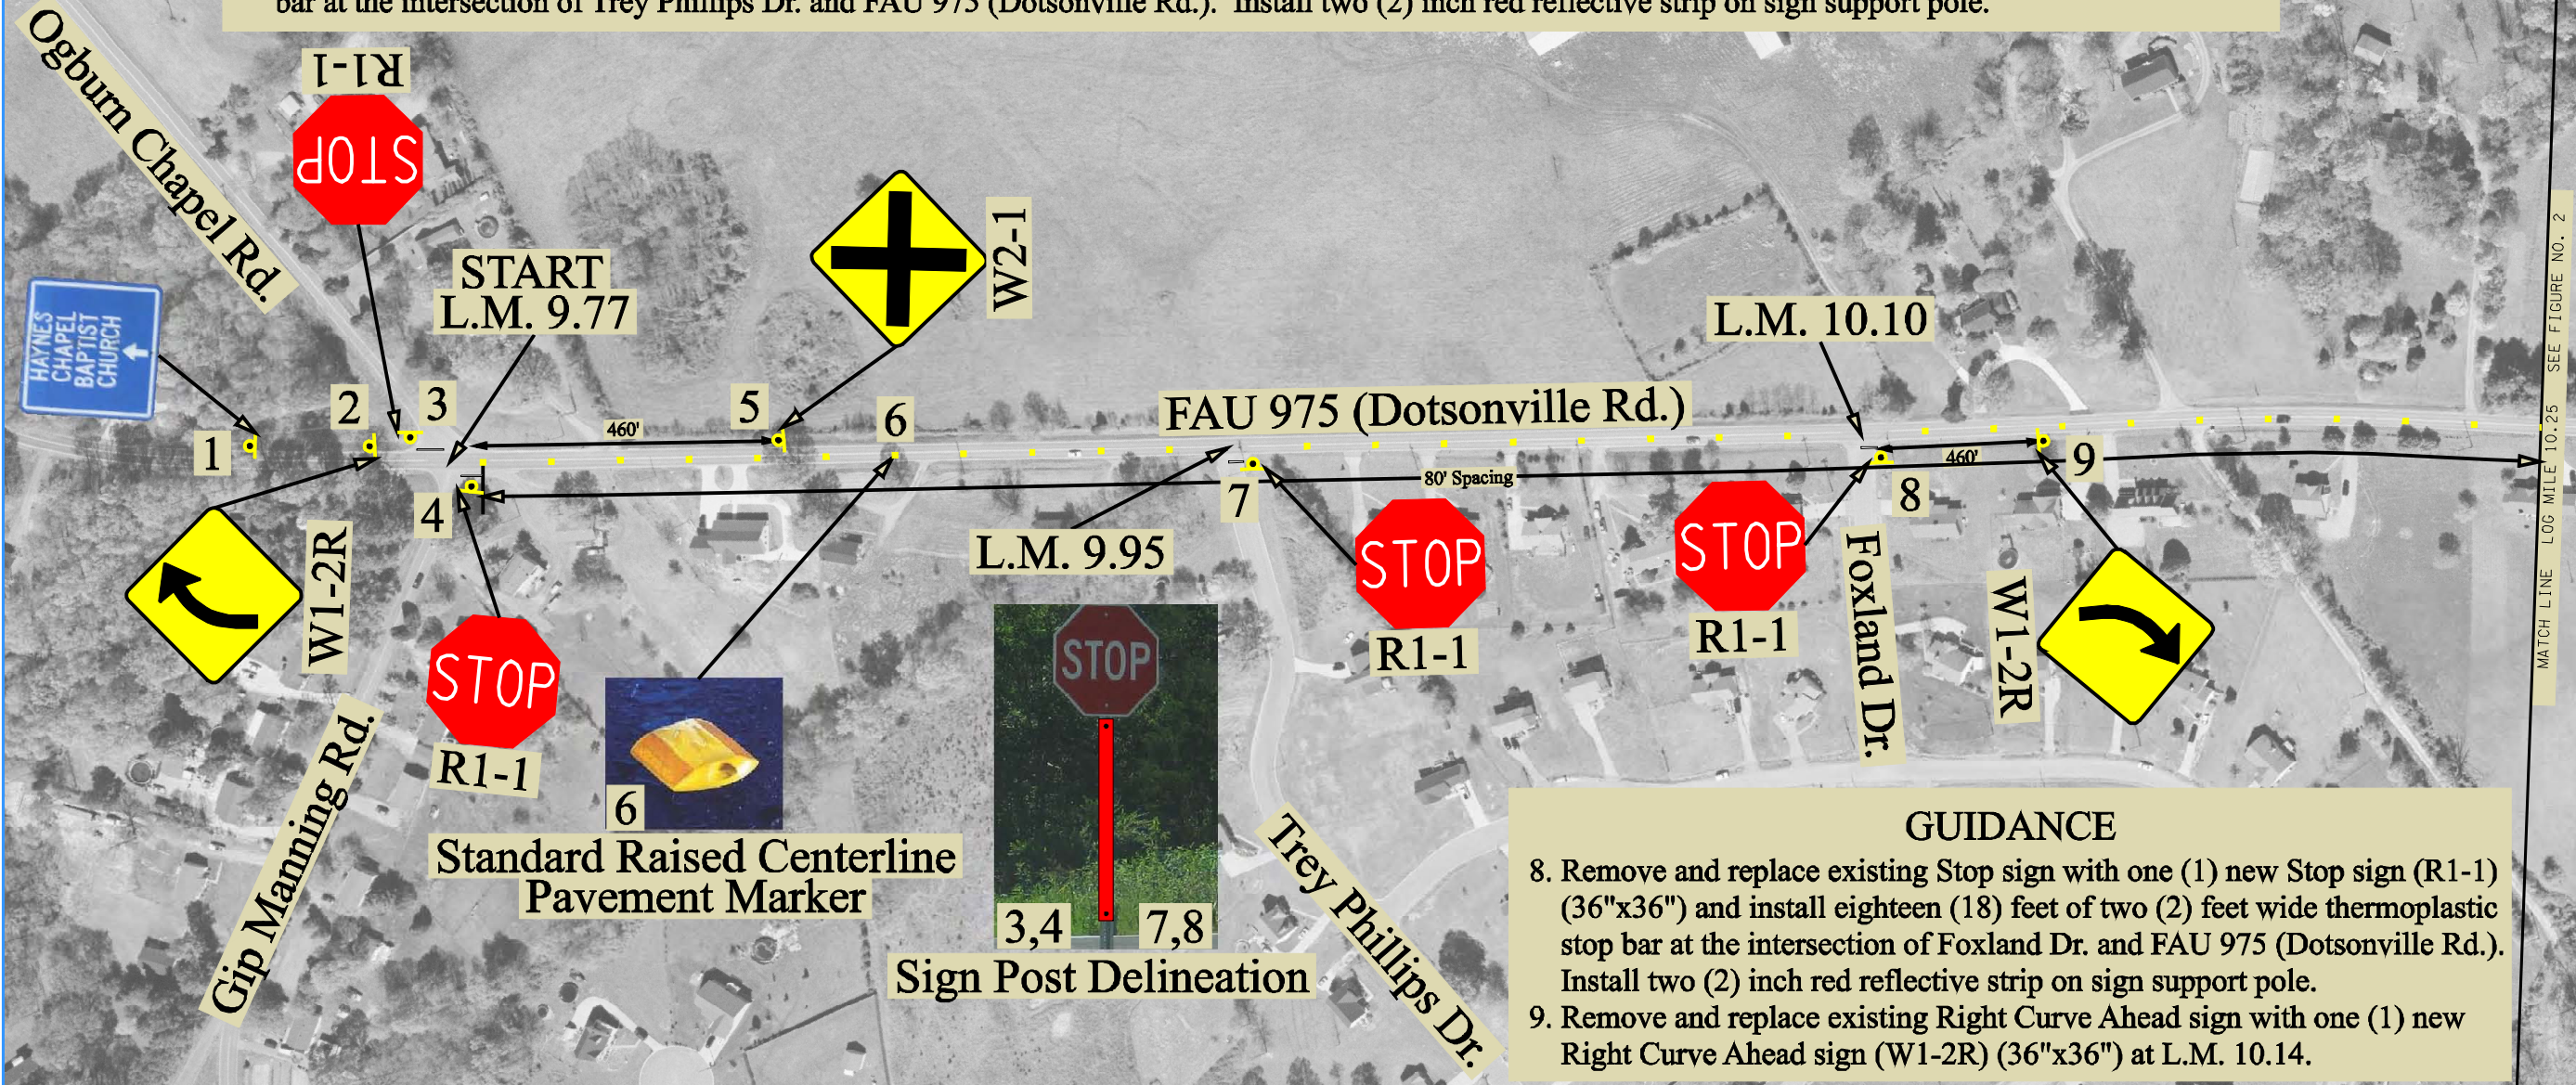 bar at the intersection of Trey Phillips Dr. and FAU 975 (Dotsonville Rd.). Install two (2) inch red reflective strip on sign support pole.
Ogburn Chapel Rd.
R1-1
STOP
START
L.M. 9.77
W2-1
HAYNES
CHAPEL
BAPTIST
CHURCH
1
2
3
4
460'
5
6
FAU 975 (Dotsonville Rd.)
L.M. 10.10
80' Spacing
7
460'
8
9
L.M. 9.95
W1-2R
STOP
R1-1
Gip Manning Rd.
6
Standard Raised Centerline
Pavement Marker
STOP
3,4
7,8
Sign Post Delineation
STOP
R1-1
STOP
R1-1
Foxland Dr.
W1-2R
Trey Phillips Dr.
MATCH LINE LOG MILE 10.25 SEE FIGURE NO. 2
GUIDANCE
8. Remove and replace existing Stop sign with one (1) new Stop sign (R1-1)
(36"x36") and install eighteen (18) feet of two (2) feet wide thermoplastic
stop bar at the intersection of Foxland Dr. and FAU 975 (Dotsonville Rd.).
Install two (2) inch red reflective strip on sign support pole.
9. Remove and replace existing Right Curve Ahead sign with one (1) new
Right Curve Ahead sign (W1-2R) (36"x36") at L.M. 10.14.